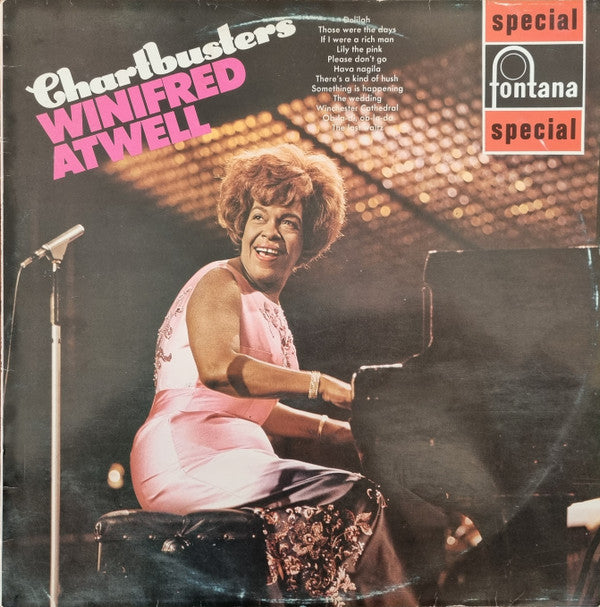 Chartbusters
WINIFRED
ATWELL
Delilah
Those were the days
If I were a rich man
Lily the pink
Please don't go
Hava nagila
There's a kind of hush
Something is happening
The wedding
Winchester Cathedral
Ob-la-di, ob-la-da
The last waltz
special
fontana
special